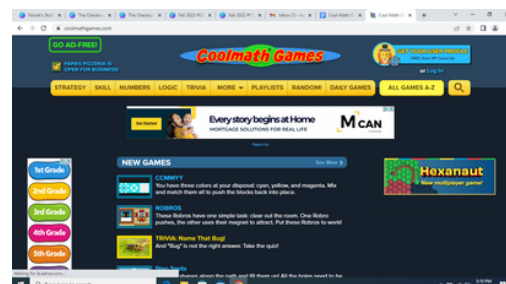 coolmathgames.com
GO AD-FREE!
PAPA'S PIZZERIA IS
OPEN FOR BUSINESS!
Coolmath Games
GET YOUR USER PROFILE
or Log In
STRATEGY SKILL NUMBERS LOGIC TRIVIA MORE PLAYLISTS RANDOM! DAILY GAMES ALL GAMES A-Z
Get Started
Every story begins at Home
MORTGAGE SOLUTIONS FOR REAL LIFE
MCAN
1st Grade
2nd Grade
3rd Grade
4th Grade
5th Grade
NEW GAMES
See More
CCMMYY
You have three colors at your disposal: cyan, yellow, and magenta. Mix
and match them all to push the blocks back into place.
ROBROS
These Robros have one simple task: clear out the room. One Robro
pushes, the other uses their magnet to attract. Put these Robros to work!
TRIVIA: Name That Bug!
And "Bug" is not the right answer. Take the quiz!
Hexanaut
New multiplayer game!